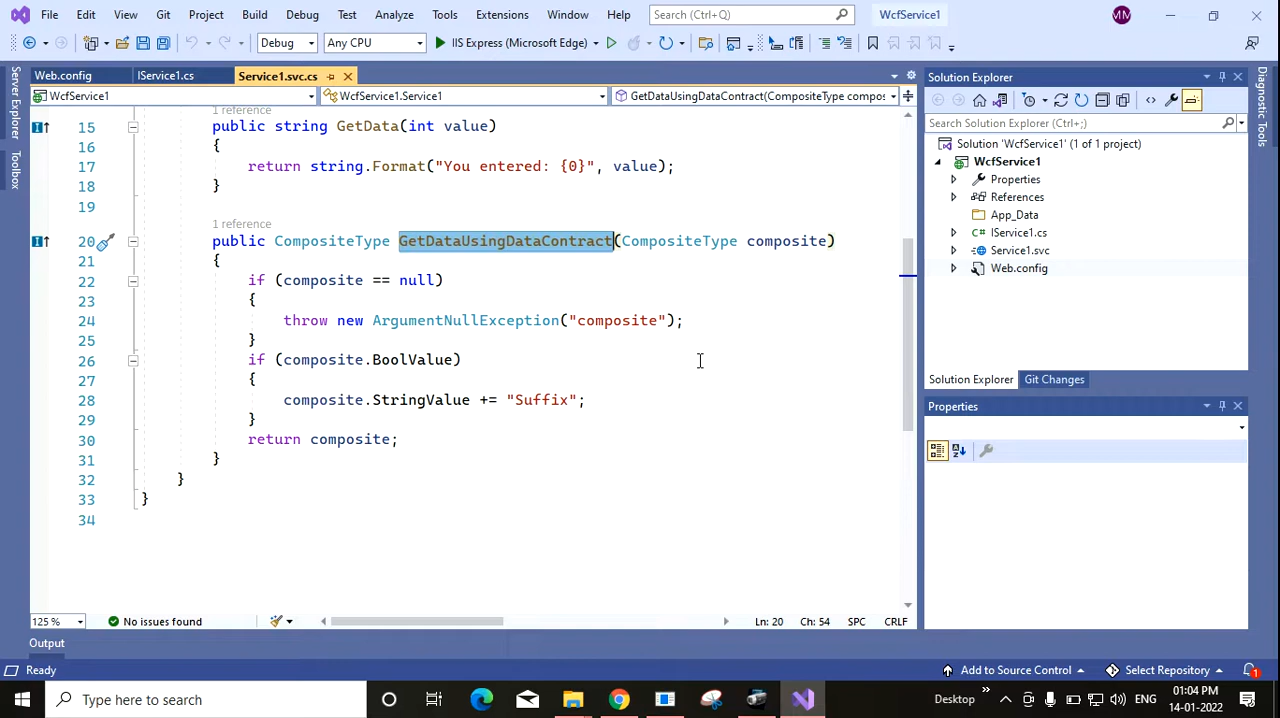 File Edit View Git Project Build Debug Test Analyze Tools Extensions Window Help Search (Ctrl+Q) WcfService1 MM
Debug Any CPU IIS Express (Microsoft Edge)
Server Explorer
Toolbox
Web.config IService1.cs Service1.svc.cs
WcfService1 WcfService1.Service1 GetDataUsingDataContract(CompositeType compos
1 reference
15 public string GetData(int value)
16 {
17 return string.Format("You entered: {0}", value);
18 }
19
1 reference
20 public CompositeType GetDataUsingDataContract(CompositeType composite)
21 {
22 if (composite == null)
23 {
24 throw new ArgumentNullException("composite");
25 }
26 if (composite.BoolValue)
27 {
28 composite.StringValue += "Suffix";
29 }
30 return composite;
31 }
32 }
33 }
34
125 % No issues found Ln: 20 Ch: 54 SPC CRLF
Solution Explorer
Search Solution Explorer (Ctrl+;)
Solution 'WcfService1' (1 of 1 project)
WcfService1
Properties
References
App_Data
IService1.cs
Service1.svc
Web.config
Solution Explorer Git Changes
Properties
Diagnostic Tools
Output
Ready Add to Source Control Select Repository 1
Type here to search Desktop ENG 01:04 PM
14-01-2022